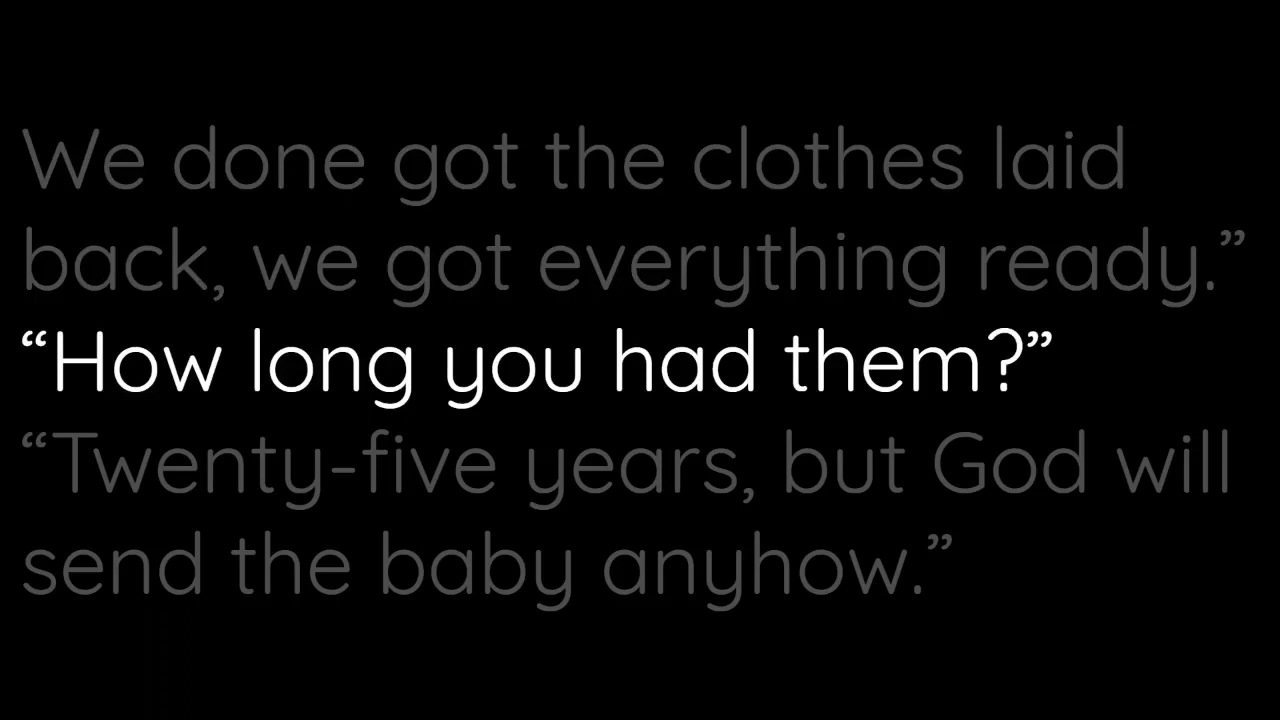 We done got the clothes laid
back, we got everything ready.”
“How long you had them?”
“Twenty-five years, but God will
send the baby anyhow.”